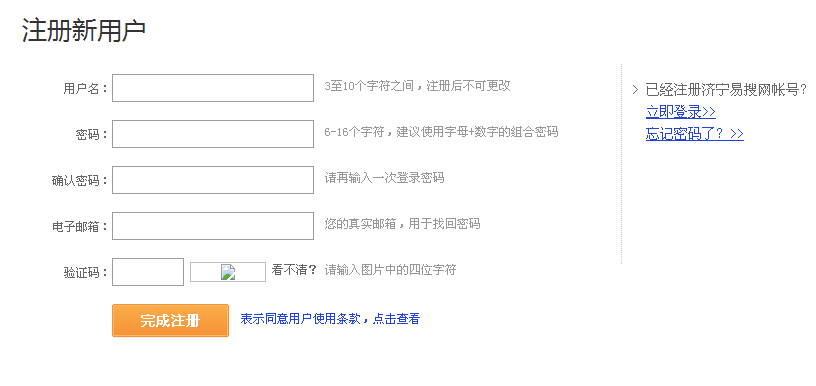 注册新用户
用户名： 3至10个字符之间，注册后不可更改
密码： 6-16个字符，建议使用字母+数字的组合密码
确认密码： 请再输入一次登录密码
电子邮箱： 您的真实邮箱，用于找回密码
验证码： 看不清？ 请输入图片中的四位字符
完成注册 表示同意用户使用条款，点击查看
> 已经注册济宁易搜网帐号？
立即登录>>
忘记密码了？>>